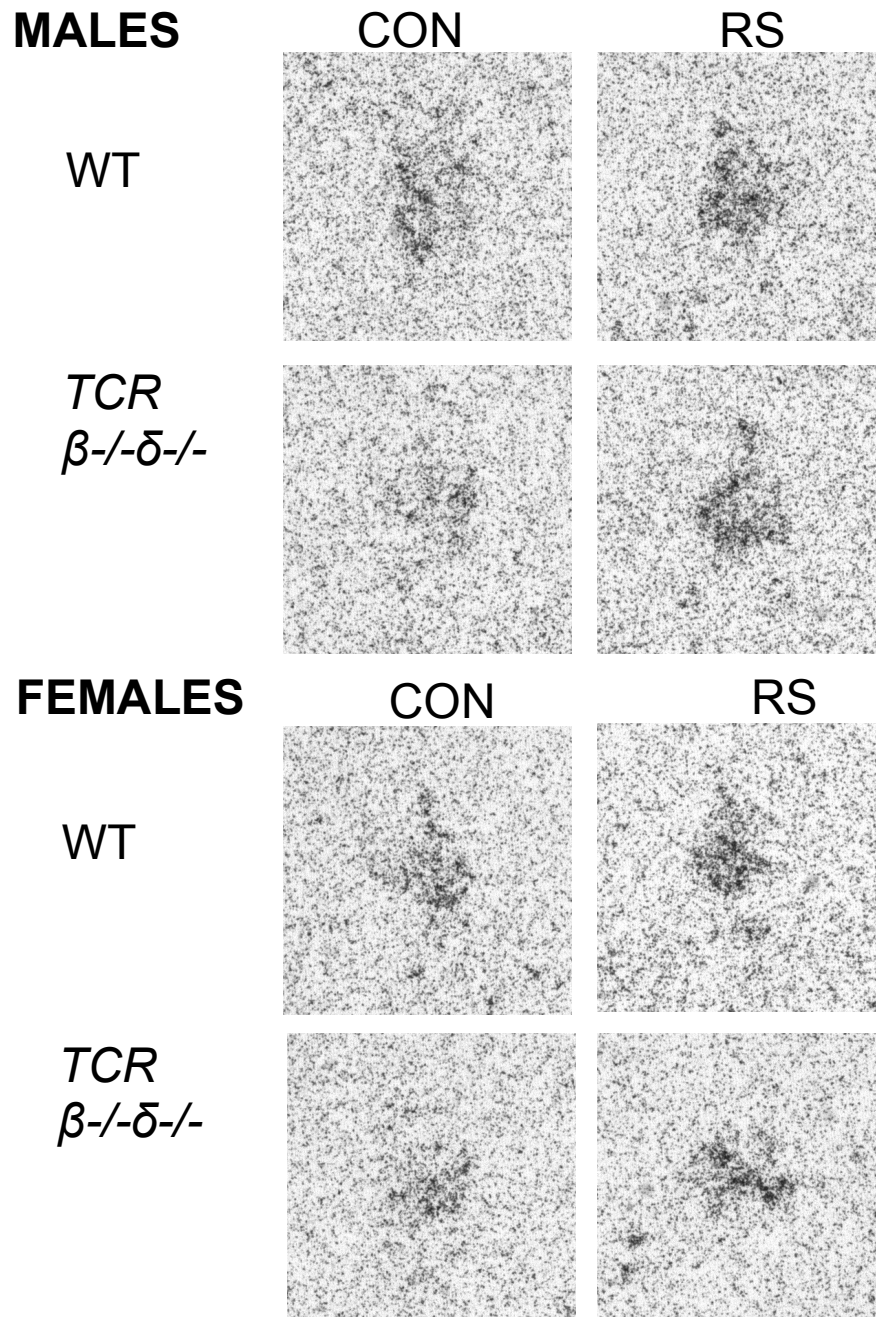 MALES CON RS
WT
TCR
β-/-δ-/-
FEMALES CON RS
WT
TCR
β-/-δ-/-